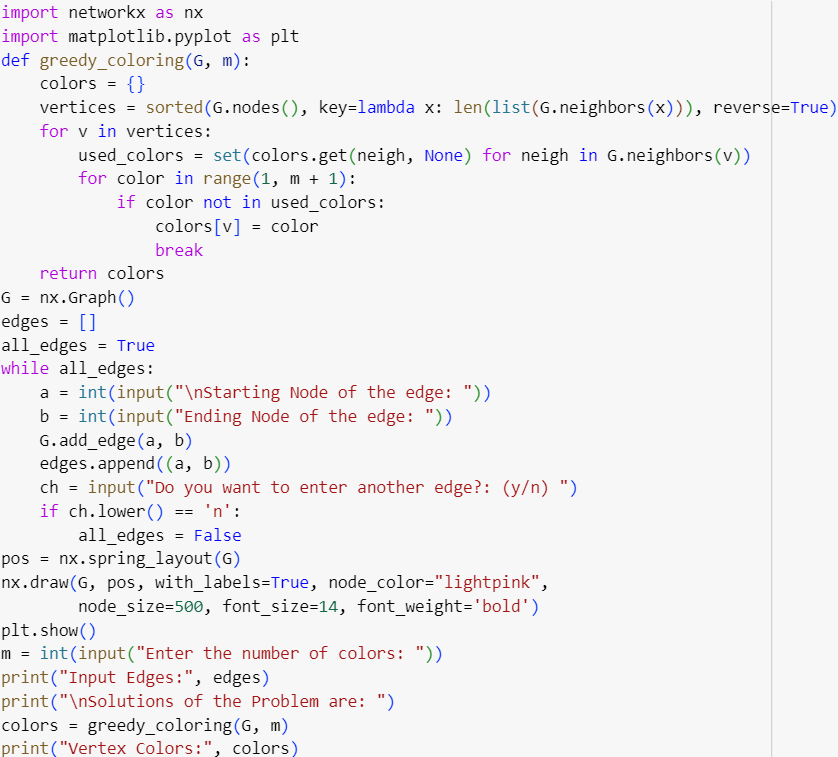 import networkx as nx
import matplotlib.pyplot as plt
def greedy_coloring(G, m):
    colors = {}
    vertices = sorted(G.nodes(), key=lambda x: len(list(G.neighbors(x))), reverse=True)
    for v in vertices:
        used_colors = set(colors.get(neigh, None) for neigh in G.neighbors(v))
        for color in range(1, m + 1):
            if color not in used_colors:
                colors[v] = color
                break
    return colors
G = nx.Graph()
edges = []
all_edges = True
while all_edges:
    a = int(input("\nStarting Node of the edge: "))
    b = int(input("Ending Node of the edge: "))
    G.add_edge(a, b)
    edges.append((a, b))
    ch = input("Do you want to enter another edge?: (y/n) ")
    if ch.lower() == 'n':
        all_edges = False
pos = nx.spring_layout(G)
nx.draw(G, pos, with_labels=True, node_color="lightpink",
        node_size=500, font_size=14, font_weight='bold')
plt.show()
m = int(input("Enter the number of colors: "))
print("Input Edges:", edges)
print("\nSolutions of the Problem are: ")
colors = greedy_coloring(G, m)
print("Vertex Colors:", colors)